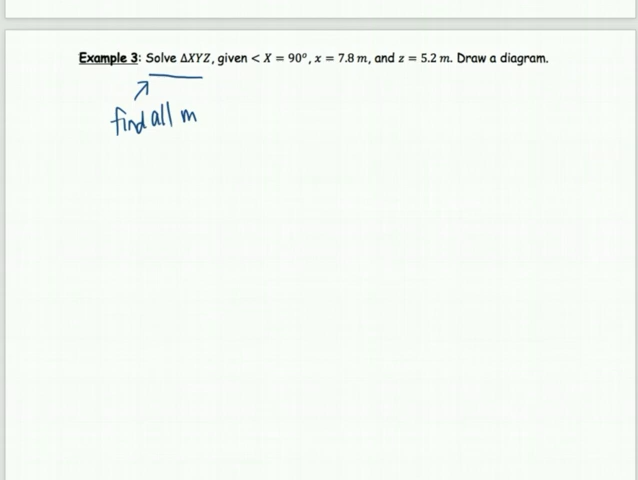 Example 3: Solve ΔXYZ, given < X = 90°, x = 7.8 m, and z = 5.2 m. Draw a diagram.
find all m